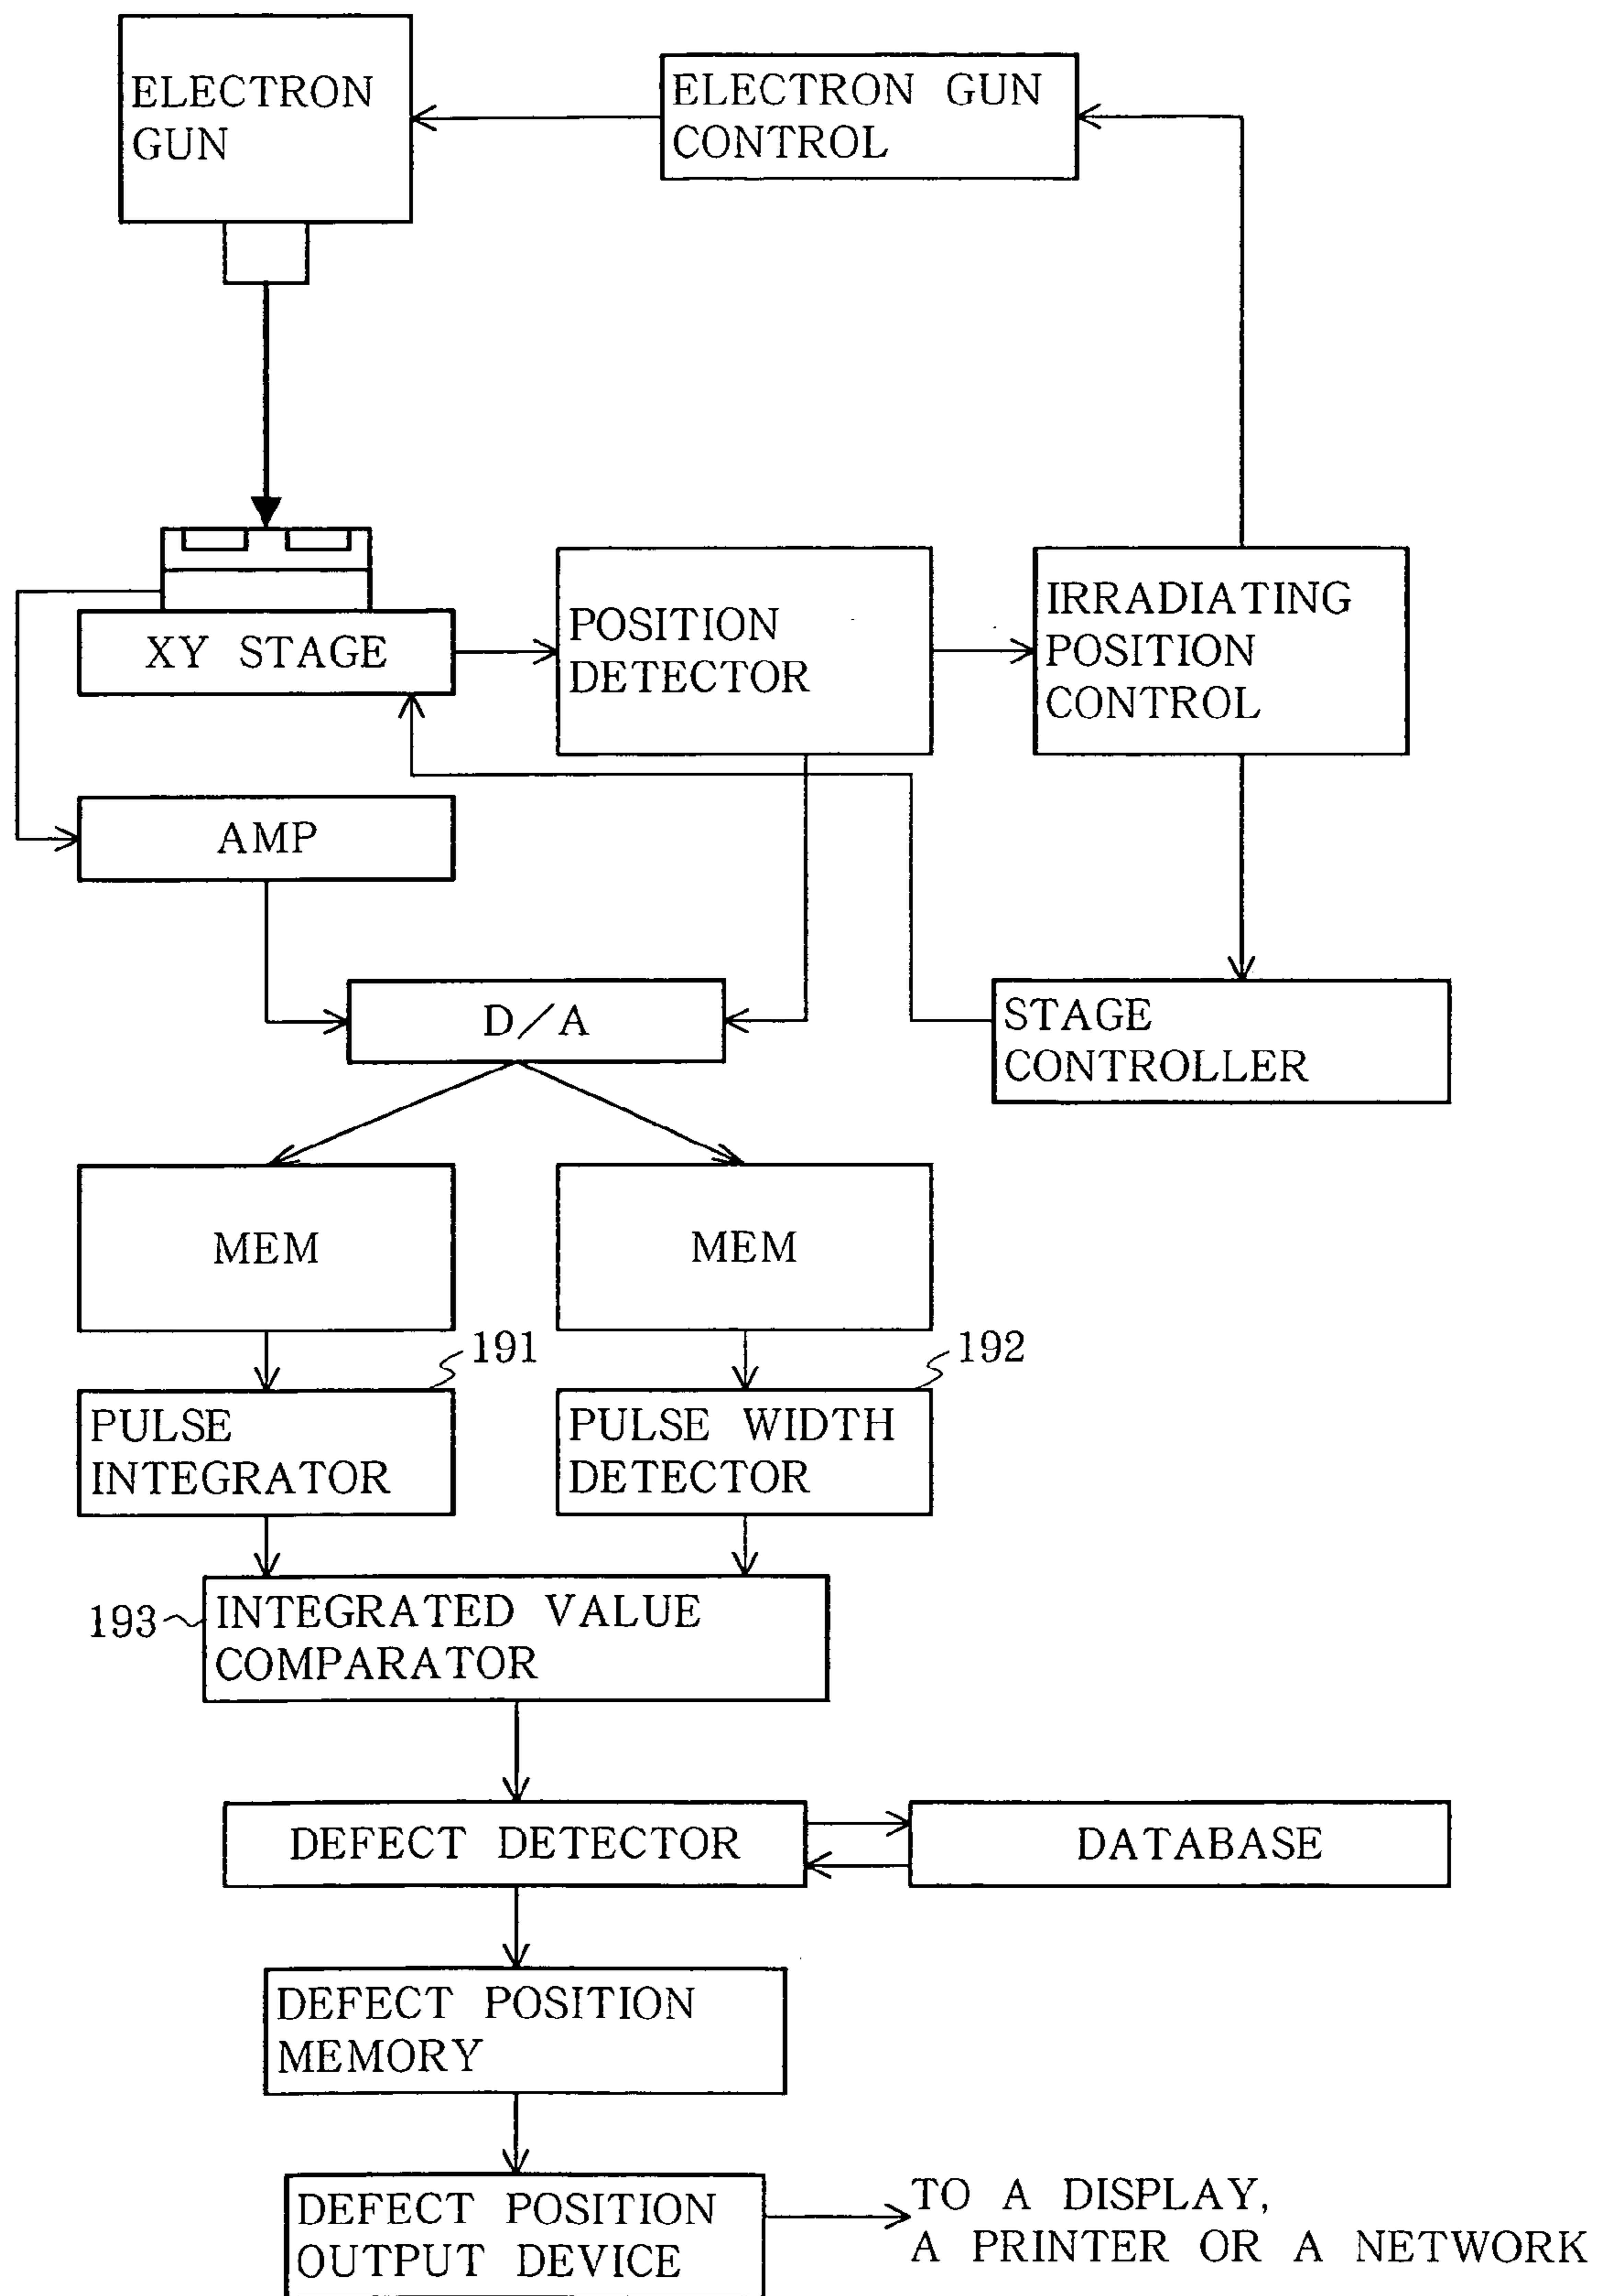 ELECTRON
GUN
ELECTRON GUN
CONTROL
XY STAGE
POSITION
DETECTOR
IRRADIATING
POSITION
CONTROL
AMP
D/A
STAGE
CONTROLLER
MEM
MEM
191
192
PULSE
INTEGRATOR
PULSE WIDTH
DETECTOR
193
INTEGRATED VALUE
COMPARATOR
DEFECT DETECTOR
DATABASE
DEFECT POSITION
MEMORY
DEFECT POSITION
OUTPUT DEVICE
TO A DISPLAY,
A PRINTER OR A NETWORK